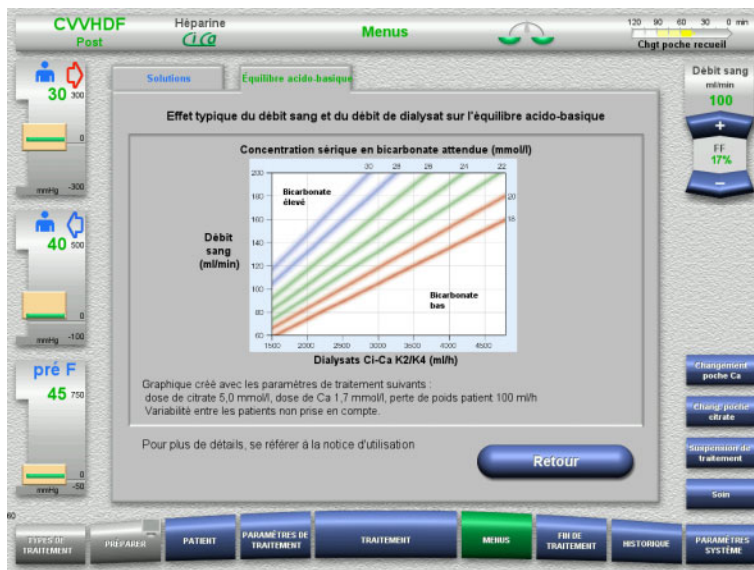 CVVHDF
Post
Héparine
CiCa
Menus
120 90 60 30 0 min
Chgt poche recueil
30
300
0
mmHg -300
40
500
0
mmHg -100
pré F
45
750
0
mmHg -50
Solutions
Équilibre acido-basique
Effet typique du débit sang et du débit de dialysat sur l'équilibre acido-basique
Concentration sérique en bicarbonate attendue (mmol/l)
30 28 26 24 22
20
18
Bicarbonate
élevé
Bicarbonate
bas
Débit
sang
(ml/min)
200
180
160
140
120
100
80
60
1500 2000 2500 3000 3500 4000 4500
Dialysats Ci-Ca K2/K4 (ml/h)
Graphique créé avec les paramètres de traitement suivants :
dose de citrate 5,0 mmol/l, dose de Ca 1,7 mmol/l, perte de poids patient 100 ml/h
Variabilité entre les patients non prise en compte.
Pour plus de détails, se référer à la notice d'utilisation
Retour
Débit sang
ml/min
100
+
FF
17%
−
Changement
poche Ca
Chang. poche
citrate
Suspension de
traitement
Soin
60
TYPES DE
TRAITEMENT
PRÉPARER
PATIENT
PARAMÈTRES DE
TRAITEMENT
TRAITEMENT
MENUS
FIN DE
TRAITEMENT
HISTORIQUE
PARAMÈTRES
SYSTÈME